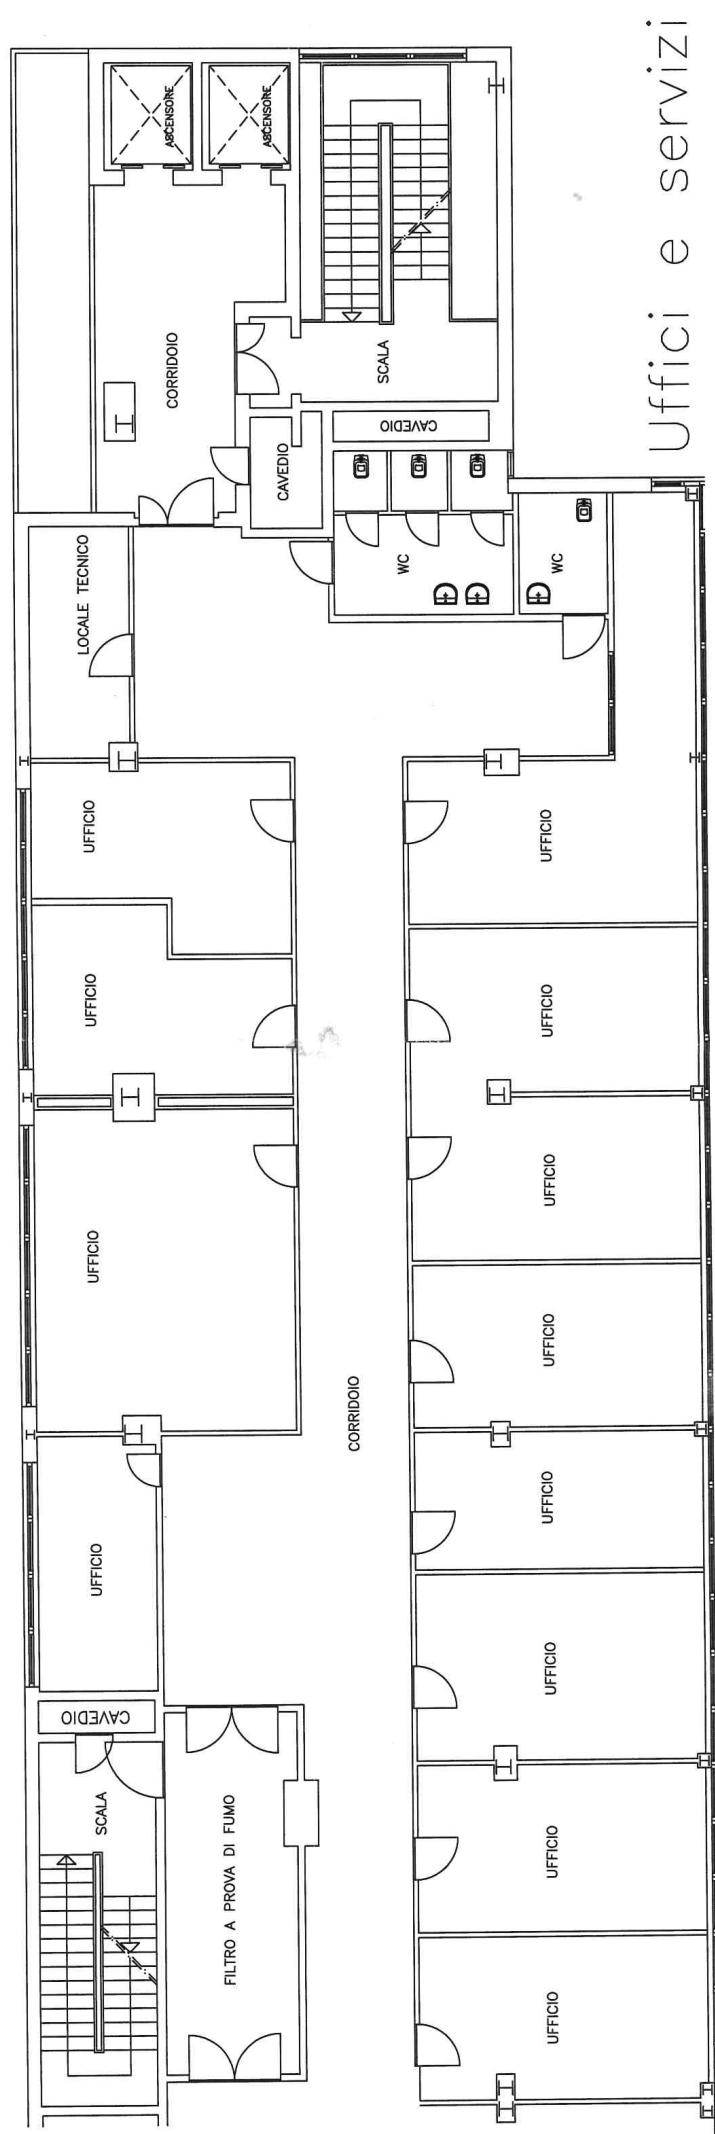 Uffici e servizi
ASCENSORE
ASCENSORE
CORRIDOIO
SCALA
CAVEDIO
CAVEDIO
LOCALE TECNICO
WC
WC
UFFICIO
UFFICIO
UFFICIO
UFFICIO
UFFICIO
UFFICIO
UFFICIO
UFFICIO
CORRIDOIO
UFFICIO
UFFICIO
UFFICIO
CAVEDIO
UFFICIO
SCALA
FILTRO A PROVA DI FUMO